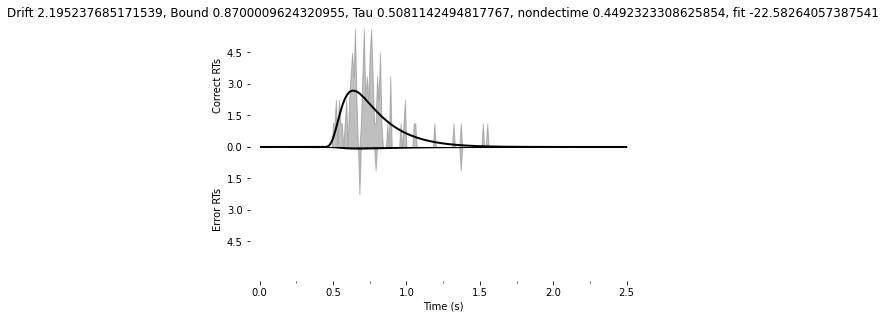 Drift 2.195237685171539, Bound 0.8700009624320955, Tau 0.5081142494817767, nondectime 0.4492323308625854, fit -22.58264057387541
4.5
3.0
1.5
0.0
1.5
3.0
4.5
Correct RTs
Error RTs
0.0 0.5 1.0 1.5 2.0 2.5
Time (s)